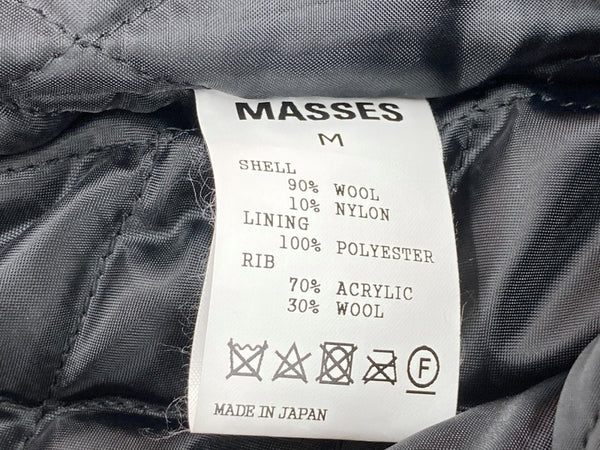 MASSES
M
SHELL
90% WOOL
10% NYLON
LINING
100% POLYESTER
RIB
70% ACRYLIC
30% WOOL
F
MADE IN JAPAN